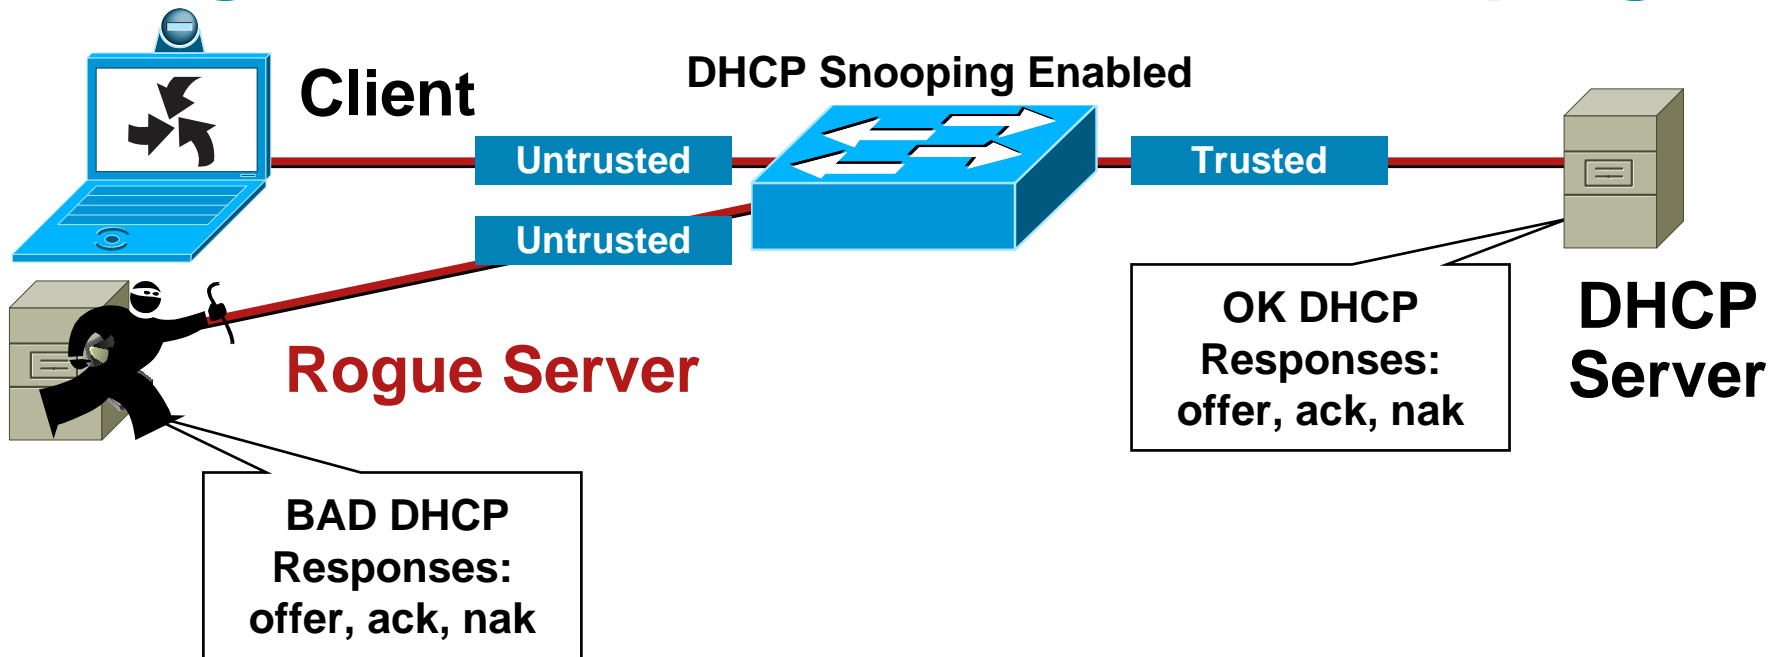 DHCP Snooping Enabled
Client
Untrusted
Trusted
Untrusted
OK DHCP
Responses:
offer, ack, nak
DHCP
Server
Rogue Server
BAD DHCP
Responses:
offer, ack, nak